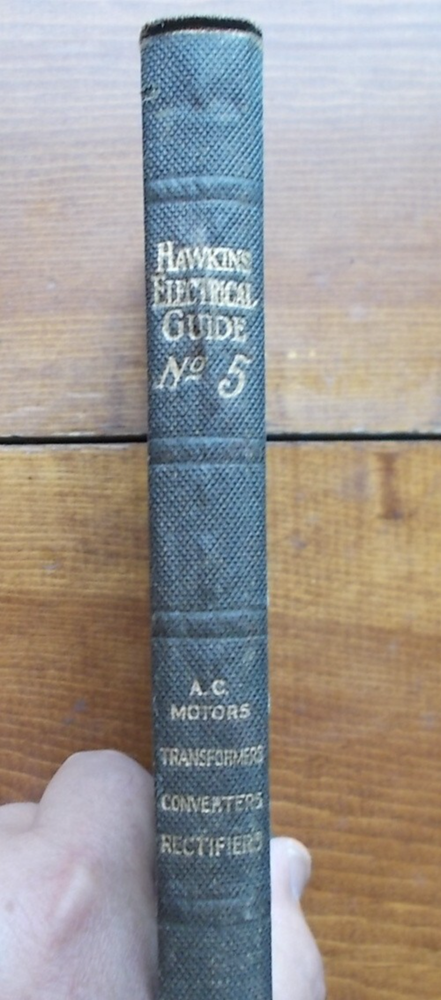 HAWKINS
ELECTRICAL
GUIDE
Nº 5
A. C.
MOTORS
TRANSFORMERS
CONVERTERS
RECTIFIERS